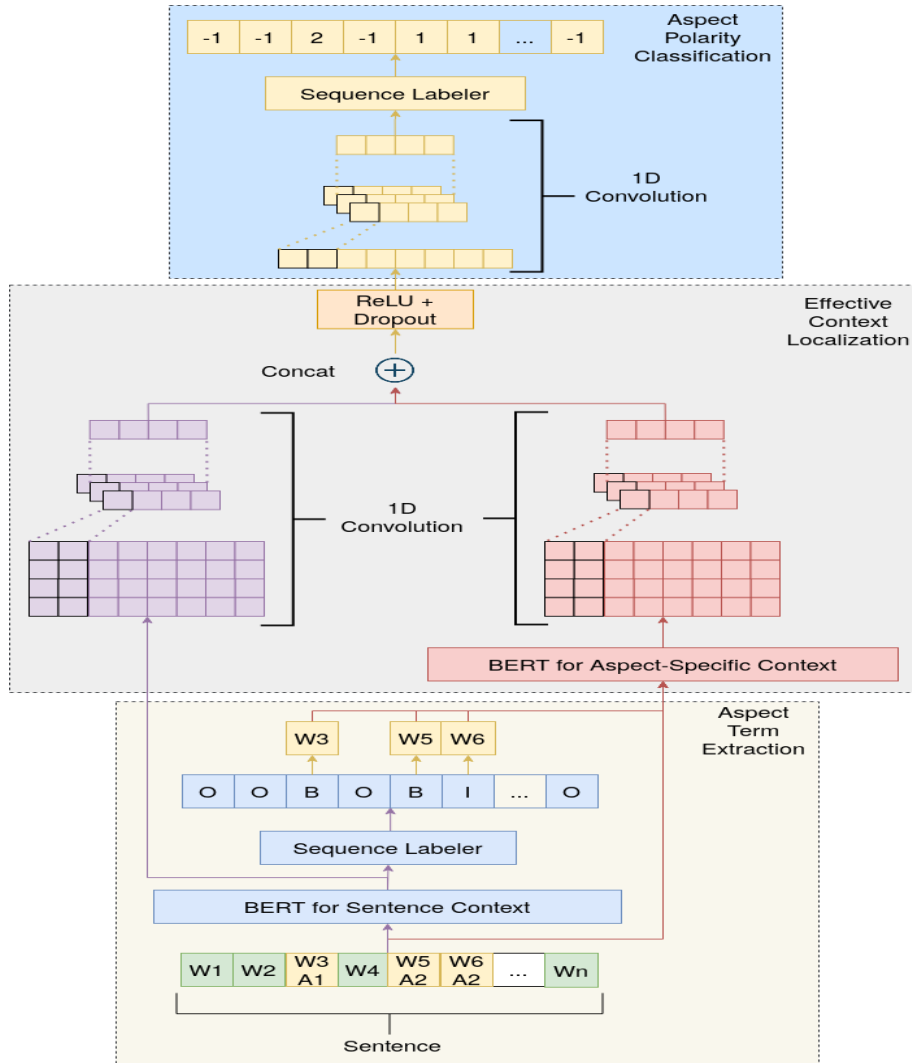 -1 -1 2 -1 1 1 ... -1
Aspect
Polarity
Classification
Sequence Labeler
1D
Convolution
ReLU +
Dropout
Effective
Context
Localization
Concat
1D
Convolution
BERT for Aspect-Specific Context
Aspect
Term
Extraction
W3 W5 W6
O O B O B I ... O
Sequence Labeler
BERT for Sentence Context
W1 W2 W3 W4 W5 W6 ... Wn
A1 A2 A2
Sentence